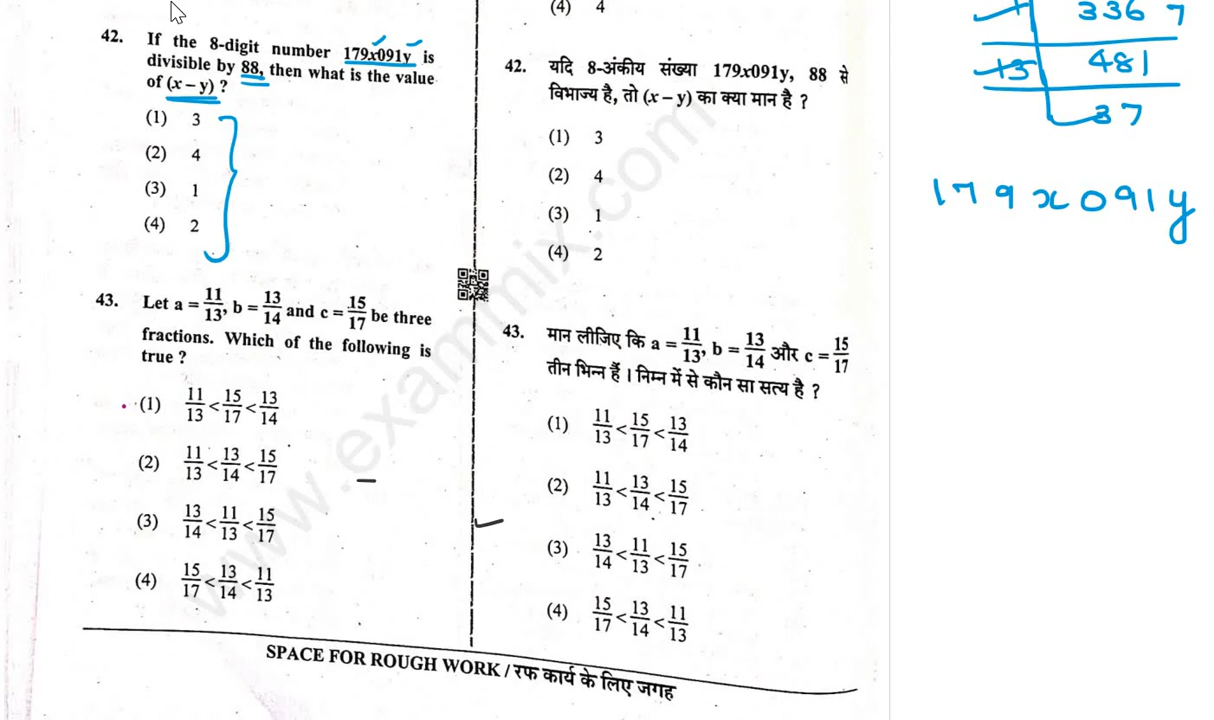 42. If the 8-digit number 179x091y is
divisible by 88, then what is the value
of (x – y) ?
(1) 3
(2) 4
(3) 1
(4) 2
43. Let a = 11/13, b = 13/14 and c = 15/17 be three
fractions. Which of the following is
true ?
(1) 11/13 < 15/17 < 13/14
(2) 11/13 < 13/14 < 15/17
(3) 13/14 < 11/13 < 15/17
(4) 15/17 < 13/14 < 11/13
(4) 4
42. यदि 8-अंकीय संख्या 179x091y, 88 से
विभाज्य है, तो (x – y) का क्या मान है ?
(1) 3
(2) 4
(3) 1
(4) 2
43. मान लीजिए कि a = 11/13, b = 13/14 और c = 15/17
तीन भिन्न हैं । निम्न में से कौन सा सत्य है ?
(1) 11/13 < 15/17 < 13/14
(2) 11/13 < 13/14 < 15/17
(3) 13/14 < 11/13 < 15/17
(4) 15/17 < 13/14 < 11/13
SPACE FOR ROUGH WORK / रफ कार्य के लिए जगह
www.exammix.com
3367
13 481
37
179x091y